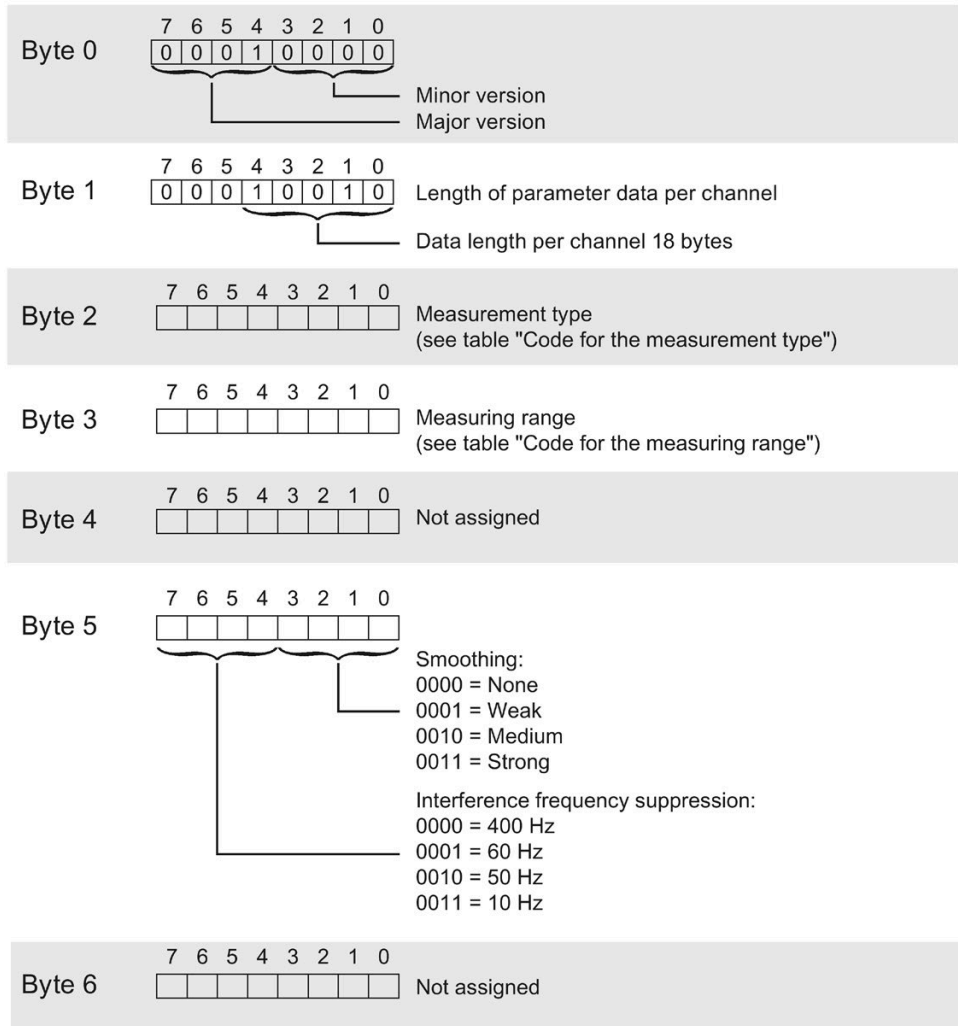 7 6 5 4 3 2 1 0
Byte 0
0 0 0 1 0 0 0 0
Minor version
Major version
7 6 5 4 3 2 1 0
Byte 1
0 0 0 1 0 0 1 0
Length of parameter data per channel
Data length per channel 18 bytes
7 6 5 4 3 2 1 0
Byte 2
Measurement type
(see table "Code for the measurement type")
7 6 5 4 3 2 1 0
Byte 3
Measuring range
(see table "Code for the measuring range")
7 6 5 4 3 2 1 0
Byte 4
Not assigned
7 6 5 4 3 2 1 0
Byte 5
Smoothing:
0000 = None
0001 = Weak
0010 = Medium
0011 = Strong
Interference frequency suppression:
0000 = 400 Hz
0001 = 60 Hz
0010 = 50 Hz
0011 = 10 Hz
7 6 5 4 3 2 1 0
Byte 6
Not assigned